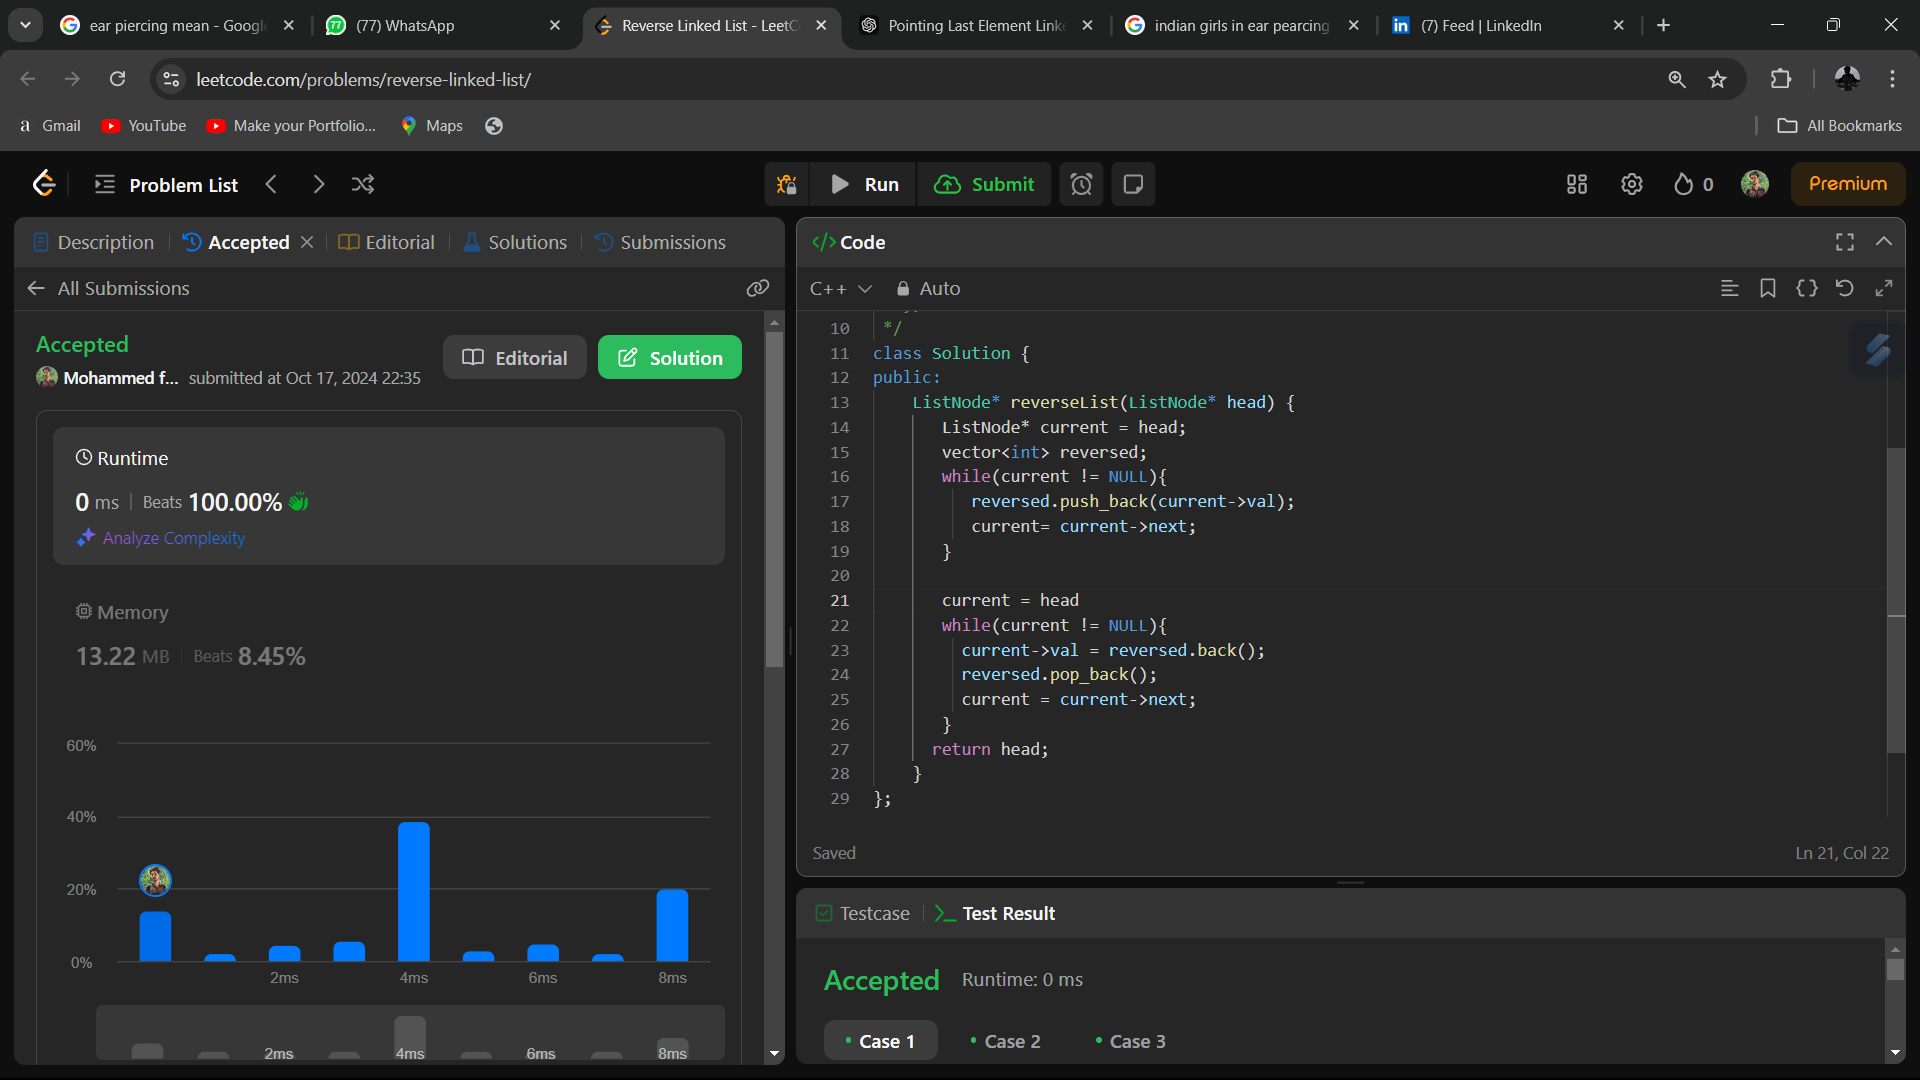 ear piercing mean - Google
(77) WhatsApp
Reverse Linked List - LeetC
Pointing Last Element Linke
indian girls in ear pearcing
(7) Feed | LinkedIn
leetcode.com/problems/reverse-linked-list/
Gmail
YouTube
Make your Portfolio...
Maps
All Bookmarks
Problem List
Run
Submit
0
Premium
Description
Accepted
Editorial
Solutions
Submissions
All Submissions
Accepted
Mohammed f... submitted at Oct 17, 2024 22:35
Editorial
Solution
Runtime
0 ms | Beats 100.00%
Analyze Complexity
Memory
13.22 MB | Beats 8.45%
60%
40%
20%
0%
2ms 4ms 6ms 8ms
2ms 4ms 6ms 8ms
</> Code
C++ Auto
10 */
11 class Solution {
12 public:
13 ListNode* reverseList(ListNode* head) {
14 ListNode* current = head;
15 vector<int> reversed;
16 while(current != NULL){
17 reversed.push_back(current->val);
18 current= current->next;
19 }
20
21 current = head
22 while(current != NULL){
23 current->val = reversed.back();
24 reversed.pop_back();
25 current = current->next;
26 }
27 return head;
28 }
29 };
Saved
Ln 21, Col 22
Testcase
Test Result
Accepted Runtime: 0 ms
Case 1
Case 2
Case 3